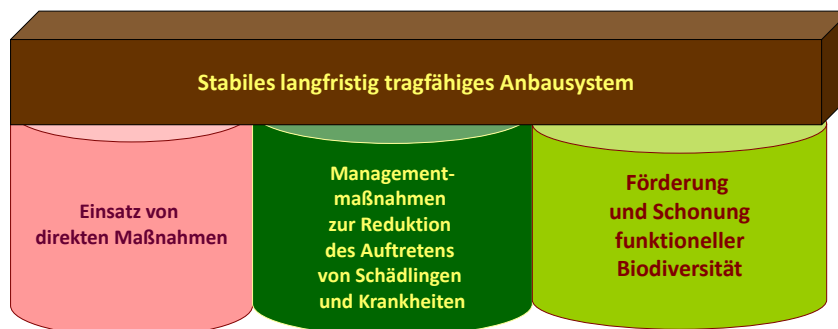 Stabiles langfristig tragfähiges Anbausystem
Einsatz von
direkten Maßnahmen
Management-
maßnahmen
zur Reduktion
des Auftretens
von Schädlingen
und Krankheiten
Förderung
und Schonung
funktioneller
Biodiversität